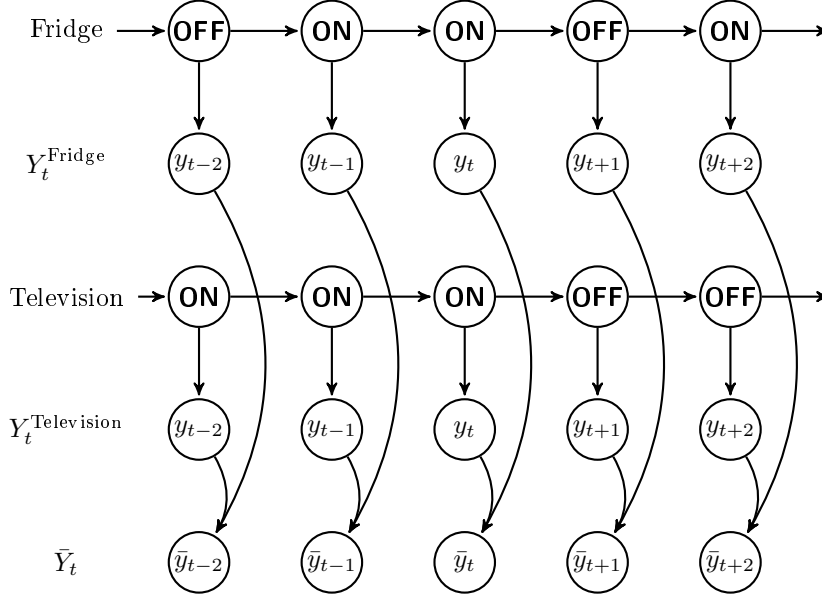 Fridge OFF ON ON OFF ON
Y_t^Fridge y_{t−2} y_{t−1} y_t y_{t+1} y_{t+2}
Television ON ON ON OFF OFF
Y_t^Television y_{t−2} y_{t−1} y_t y_{t+1} y_{t+2}
Ȳ_t ȳ_{t−2} ȳ_{t−1} ȳ_t ȳ_{t+1} ȳ_{t+2}